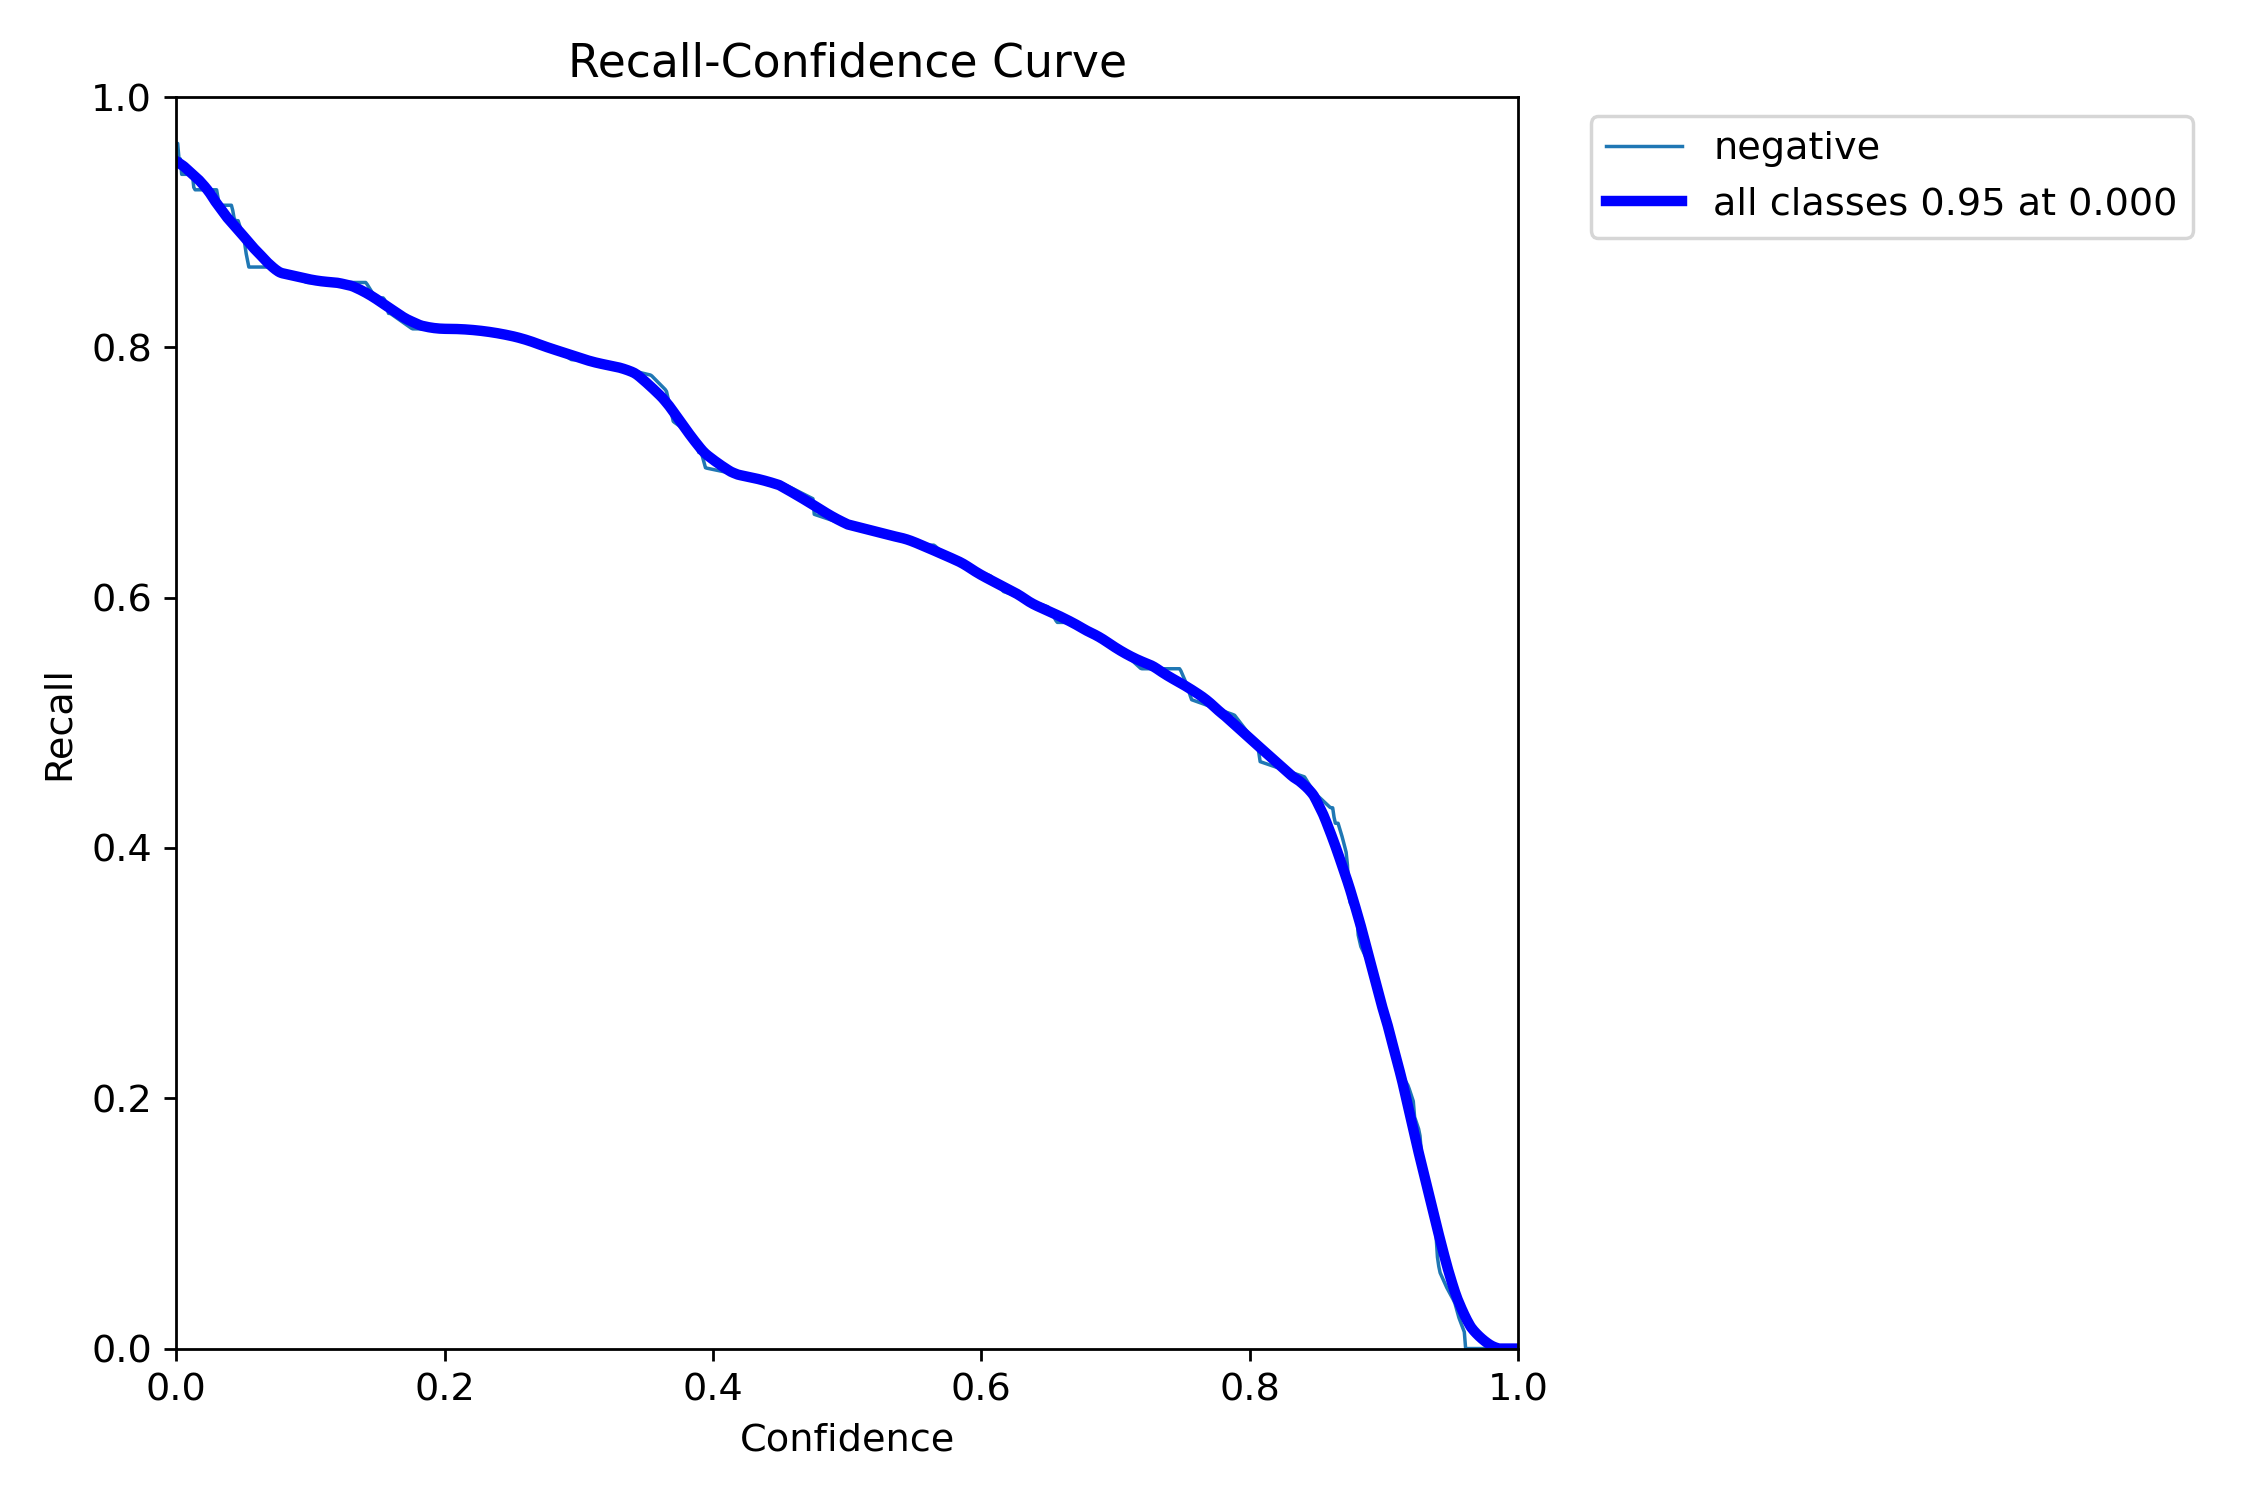 Recall-Confidence Curve
negative
all classes 0.95 at 0.000
1.0
0.8
0.6
0.4
0.2
0.0
Recall
0.0 0.2 0.4 0.6 0.8 1.0
Confidence